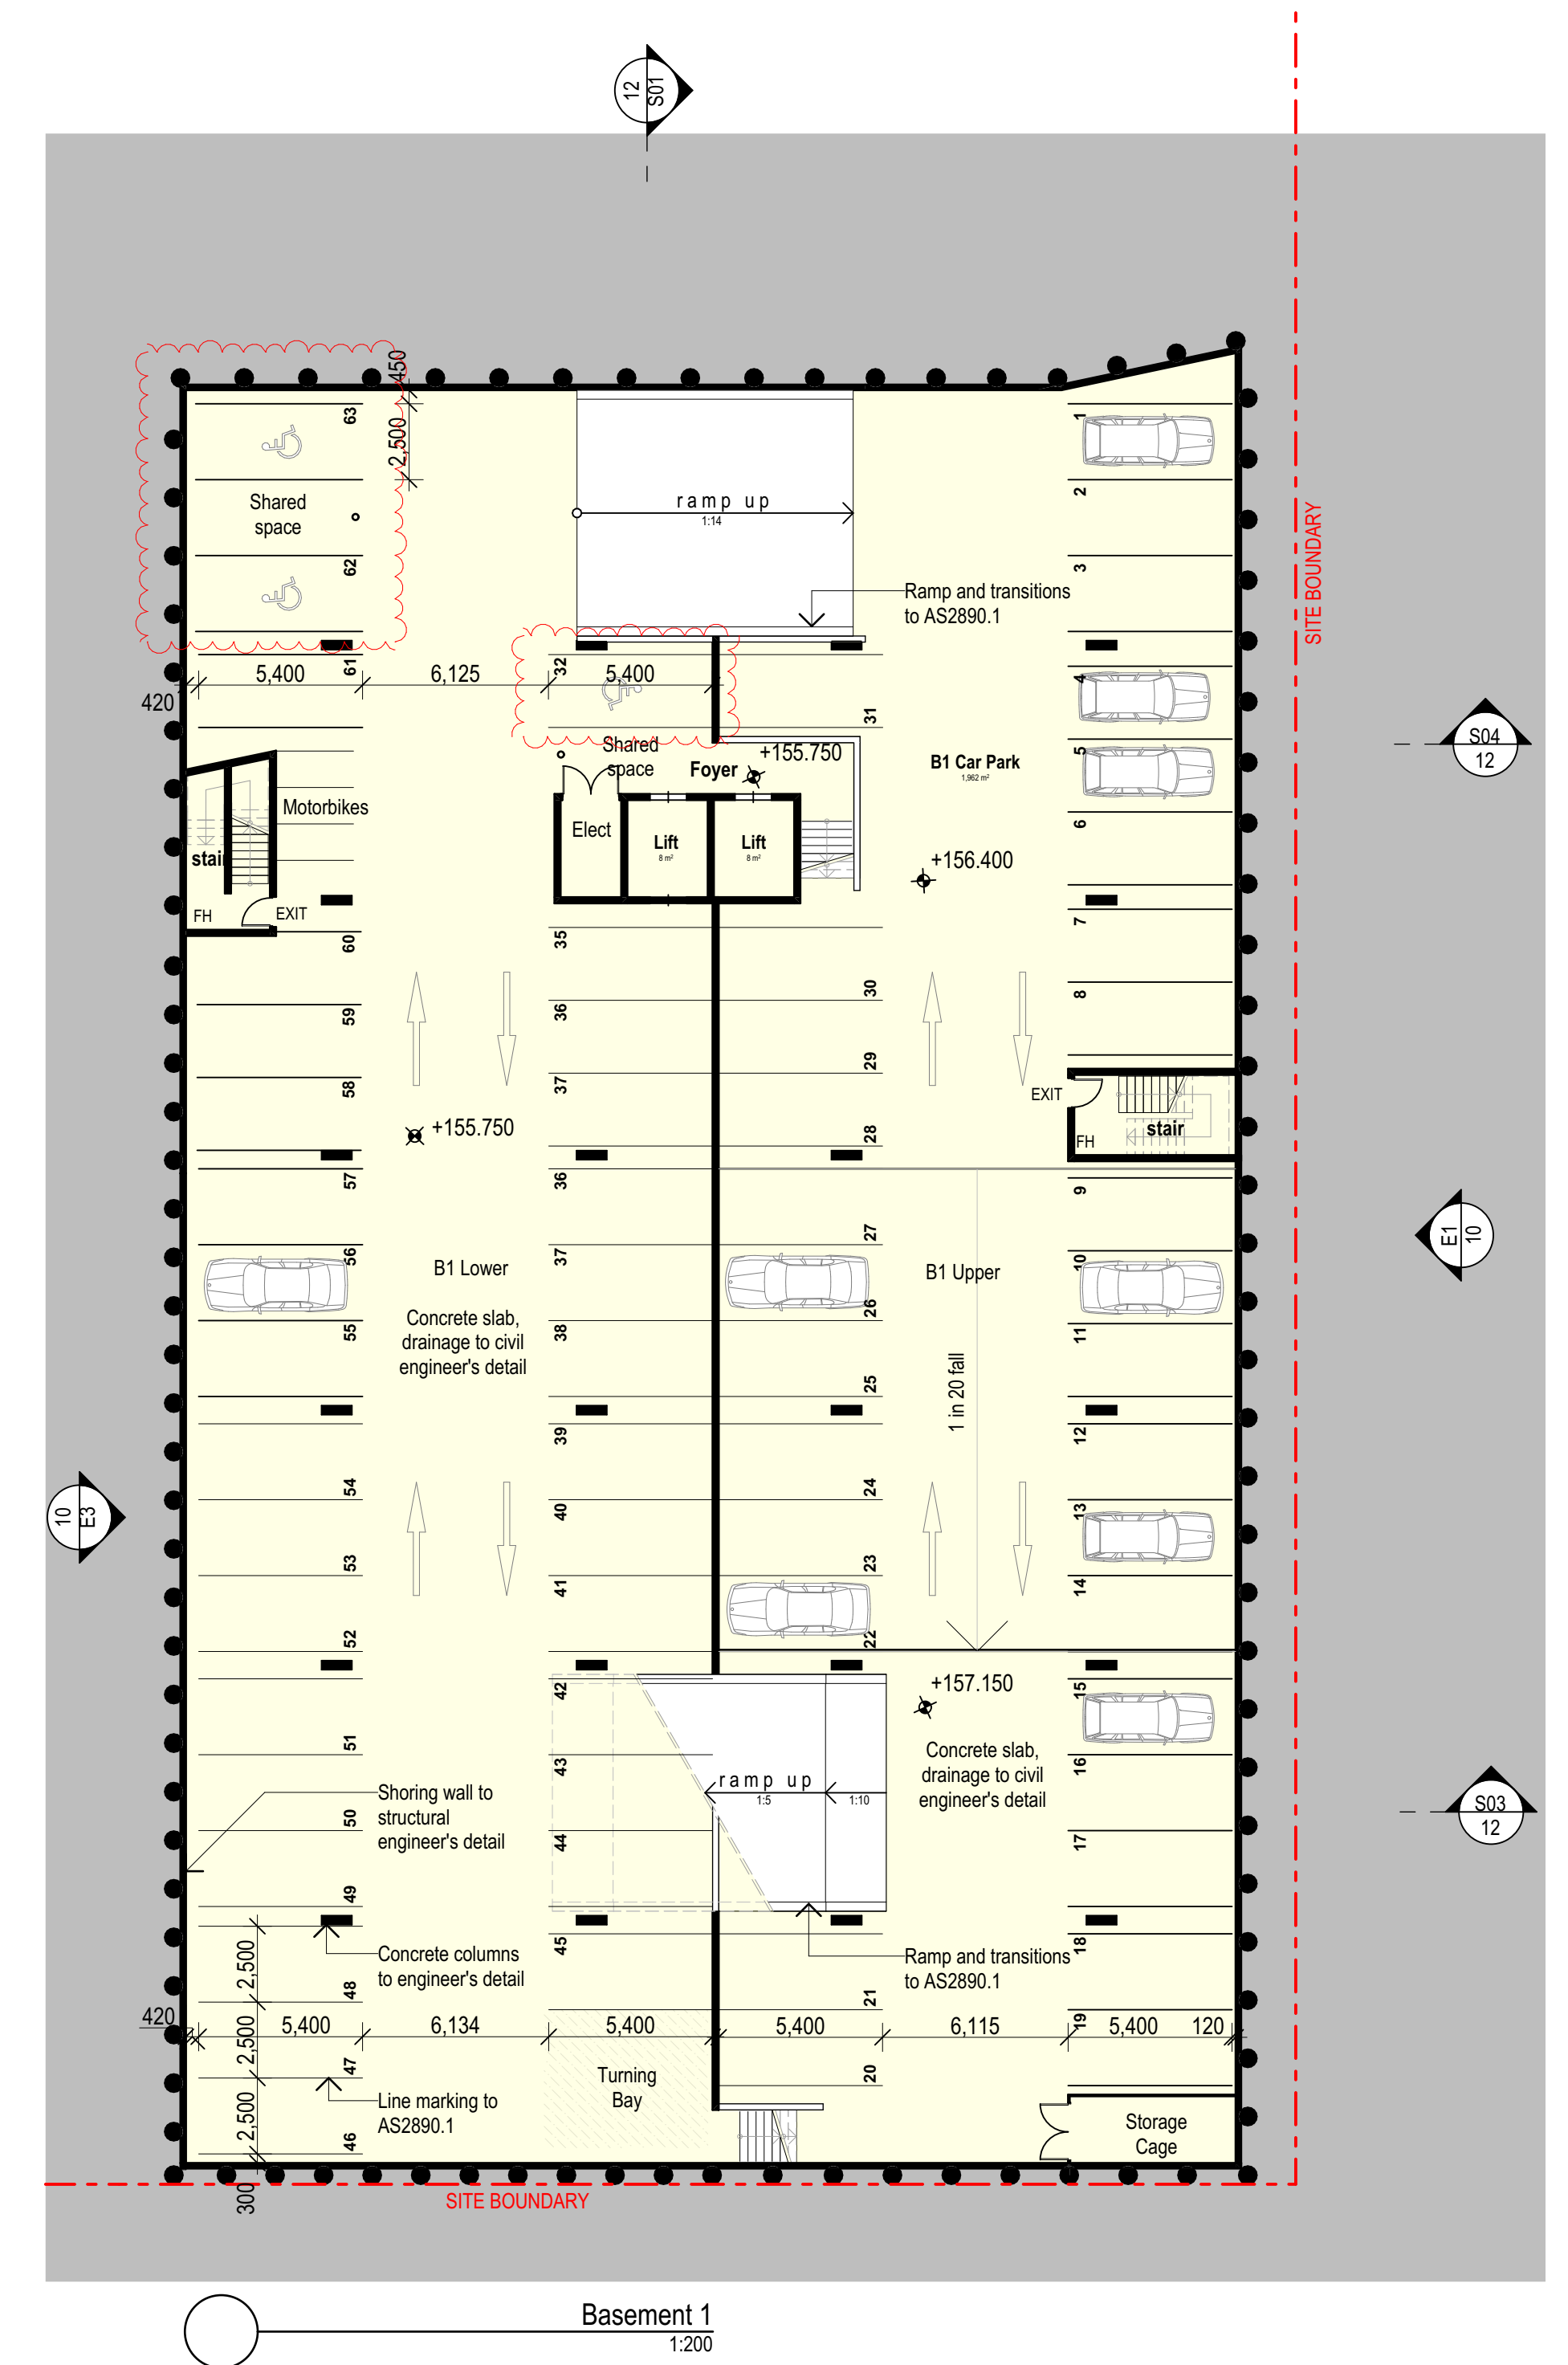 12
S01
450
63
2,500
1
Shared
space
2
ramp up
1:14
SITE BOUNDARY
62
3
Ramp and transitions
to AS2890.1
61
5,400
6,125
32
5,400
4
420
31
Shared
space
Foyer
+155.750
B1 Car Park
1,962 m²
5
S04
12
Motorbikes
6
Elect
Lift
8 m²
Lift
8 m²
stair
+156.400
FH
EXIT
7
60
35
30
8
59
36
29
58
37
EXIT
+155.750
28
FH
stair
57
36
9
27
56
B1 Lower
37
B1 Upper
10
E1
10
Concrete slab,
drainage to civil
engineer's detail
26
55
38
11
25
1 in 20 fall
39
12
54
24
10
E3
40
13
53
41
23
14
52
22
42
+157.150
15
51
43
Concrete slab,
drainage to civil
engineer's detail
16
ramp up
1:5
1:10
Shoring wall to
structural
engineer's detail
50
44
17
S03
12
49
45
18
2,500
Concrete columns
to engineer's detail
Ramp and transitions
to AS2890.1
48
21
420
5,400
6,134
5,400
5,400
6,115
19
5,400
120
2,500
47
20
Turning
Bay
2,500
Line marking to
AS2890.1
46
Storage
Cage
300
SITE BOUNDARY
Basement 1
1:200